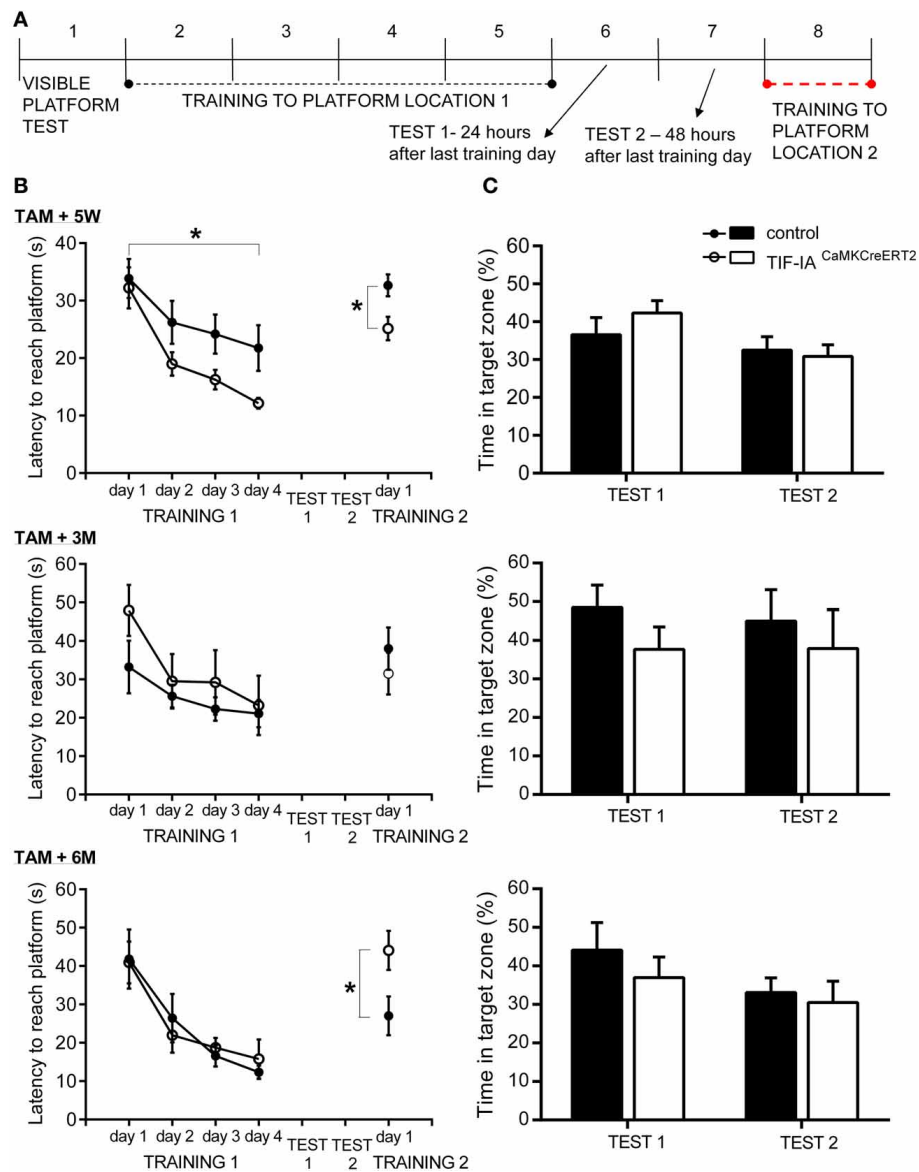 A
1 2 3 4 6 7 8
VISIBLE
PLATFORM
TEST
TRAINING TO PLATFORM LOCATION 1
TEST 1- 24 hours
after last training day
TEST 2 – 48 hours
after last training day
TRAINING TO
PLATFORM
LOCATION 2
B
TAM + 5W
Latency to reach platform (s)
40
30
20
10
0
*
*
day 1 day 2 day 3 day 4 TEST 1 TEST 2 day 1
TRAINING 1 TRAINING 2
C
control
TIF-IA CaMKCreERT2
Time in target zone (%)
60
50
40
30
20
10
0
TEST 1 TEST 2
TAM + 3M
Latency to reach platform (s)
60
50
40
30
20
10
0
day 1 day 2 day 3 day 4 TEST 1 TEST 2 day 1
TRAINING 1 TRAINING 2
Time in target zone (%)
60
50
40
30
20
10
0
TEST 1 TEST 2
TAM + 6M
Latency to reach platform (s)
60
50
40
30
20
10
0
*
day 1 day 2 day 3 day 4 TEST 1 TEST 2 day 1
TRAINING 1 TRAINING 2
Time in target zone (%)
60
50
40
30
20
10
0
TEST 1 TEST 2